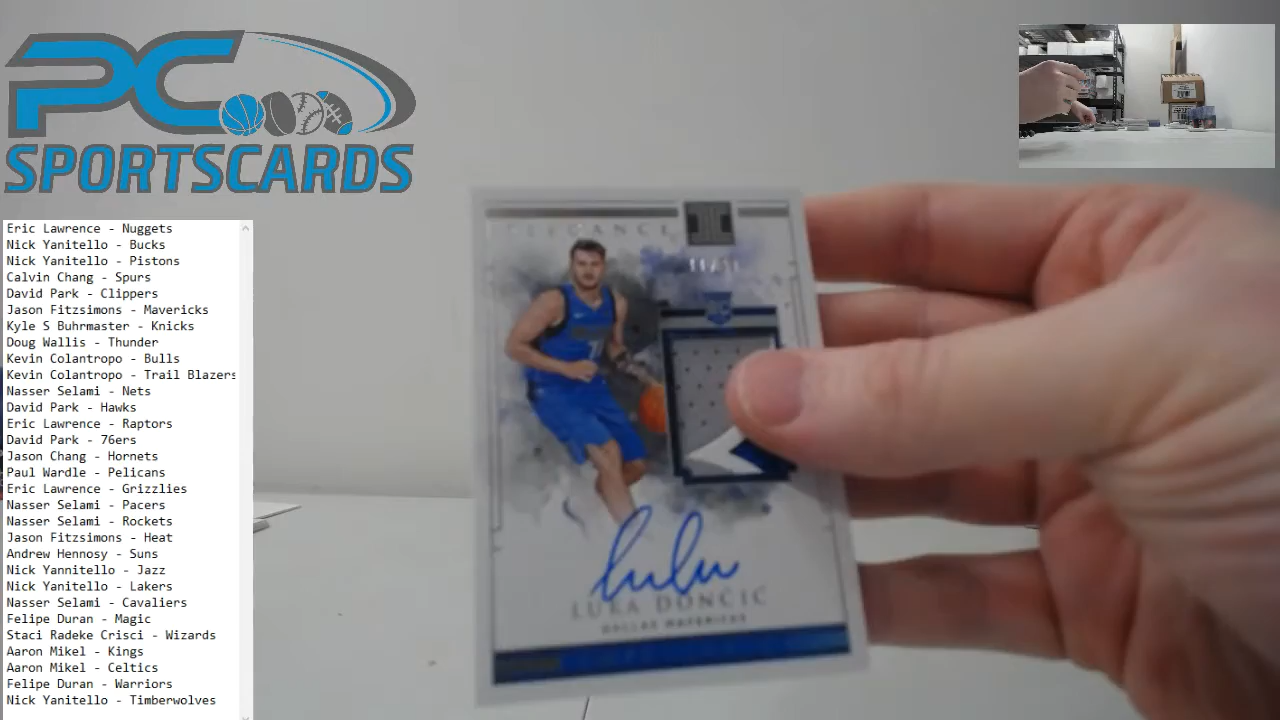 PC
SPORTSCARDS
Eric Lawrence - Nuggets
Nick Yanitello - Bucks
Nick Yannitello - Pistons
Calvin Chang - Spurs
David Park - Clippers
Jason Fitzsimons - Mavericks
Kyle S Buhrmaster - Knicks
Doug Wallis - Thunder
Kevin Colantropo - Bulls
Kevin Colantropo - Trail Blazers
Nasser Selami - Nets
David Park - Hawks
Eric Lawrence - Raptors
David Park - 76ers
Jason Chang - Hornets
Paul Wardle - Pelicans
Eric Lawrence - Grizzlies
Nasser Selami - Pacers
Nasser Selami - Rockets
Jason Fitzsimons - Heat
Andrew Hennosy - Suns
Nick Yannitello - Jazz
Nick Yanitello - Lakers
Nasser Selami - Cavaliers
Felipe Duran - Magic
Staci Radeke Crisci - Wizards
Aaron Mikel - Kings
Aaron Mikel - Celtics
Felipe Duran - Warriors
Nick Yanitello - Timberwolves
ELEGANCE
LUKA DONČIĆ
DALLAS MAVERICKS